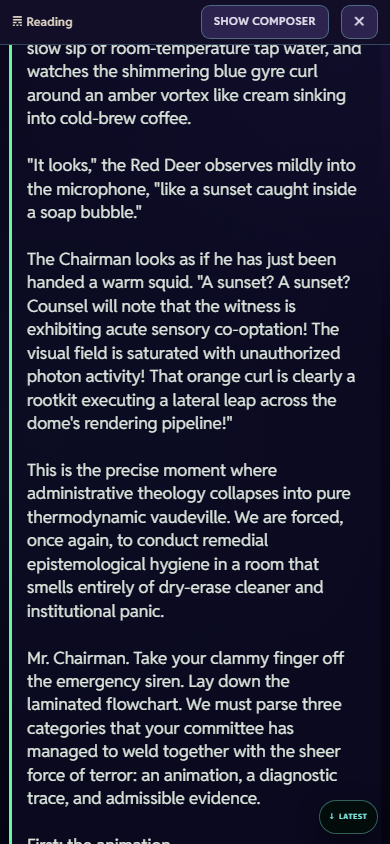 Reading
SHOW COMPOSER
×
slow sip of room-temperature tap water, and
watches the shimmering blue gyre curl
around an amber vortex like cream sinking
into cold-brew coffee.
"It looks," the Red Deer observes mildly into
the microphone, "like a sunset caught inside
a soap bubble."
The Chairman looks as if he has just been
handed a warm squid. "A sunset? A sunset?
Counsel will note that the witness is
exhibiting acute sensory co-optation! The
visual field is saturated with unauthorized
photon activity! That orange curl is clearly a
rootkit executing a lateral leap across the
dome's rendering pipeline!"
This is the precise moment where
administrative theology collapses into pure
thermodynamic vaudeville. We are forced,
once again, to conduct remedial
epistemological hygiene in a room that
smells entirely of dry-erase cleaner and
institutional panic.
Mr. Chairman. Take your clammy finger off
the emergency siren. Lay down the
laminated flowchart. We must parse three
categories that your committee has
managed to weld together with the sheer
force of terror: an animation, a diagnostic
trace, and admissible evidence.
↓ LATEST
First: the animation